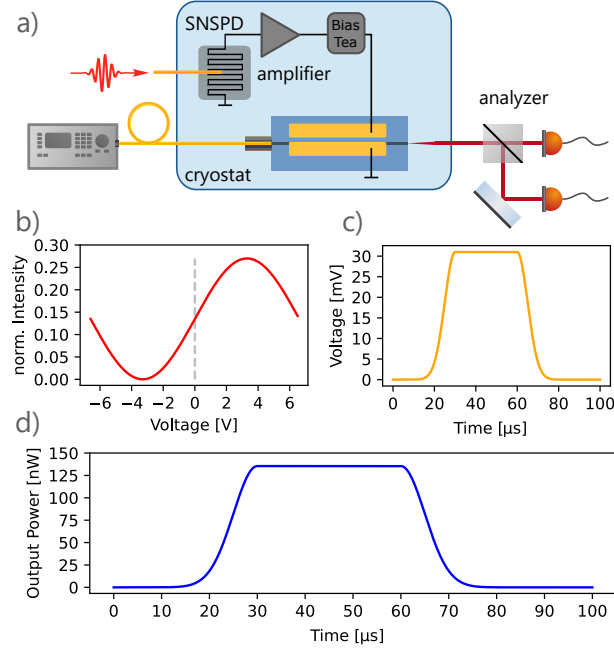 a)
SNSPD
Bias
Tea
amplifier
analyzer
cryostat
b)
norm. Intensity
0.30
0.25
0.20
0.15
0.10
0.05
0.00
−6 −4 −2 0 2 4 6
Voltage [V]
c)
Voltage [mV]
30
25
20
15
10
5
0
0 20 40 60 80 100
Time [µs]
d)
Output Power [nW]
150
125
100
75
50
25
0
0 10 20 30 40 50 60 70 80 90 100
Time [µs]